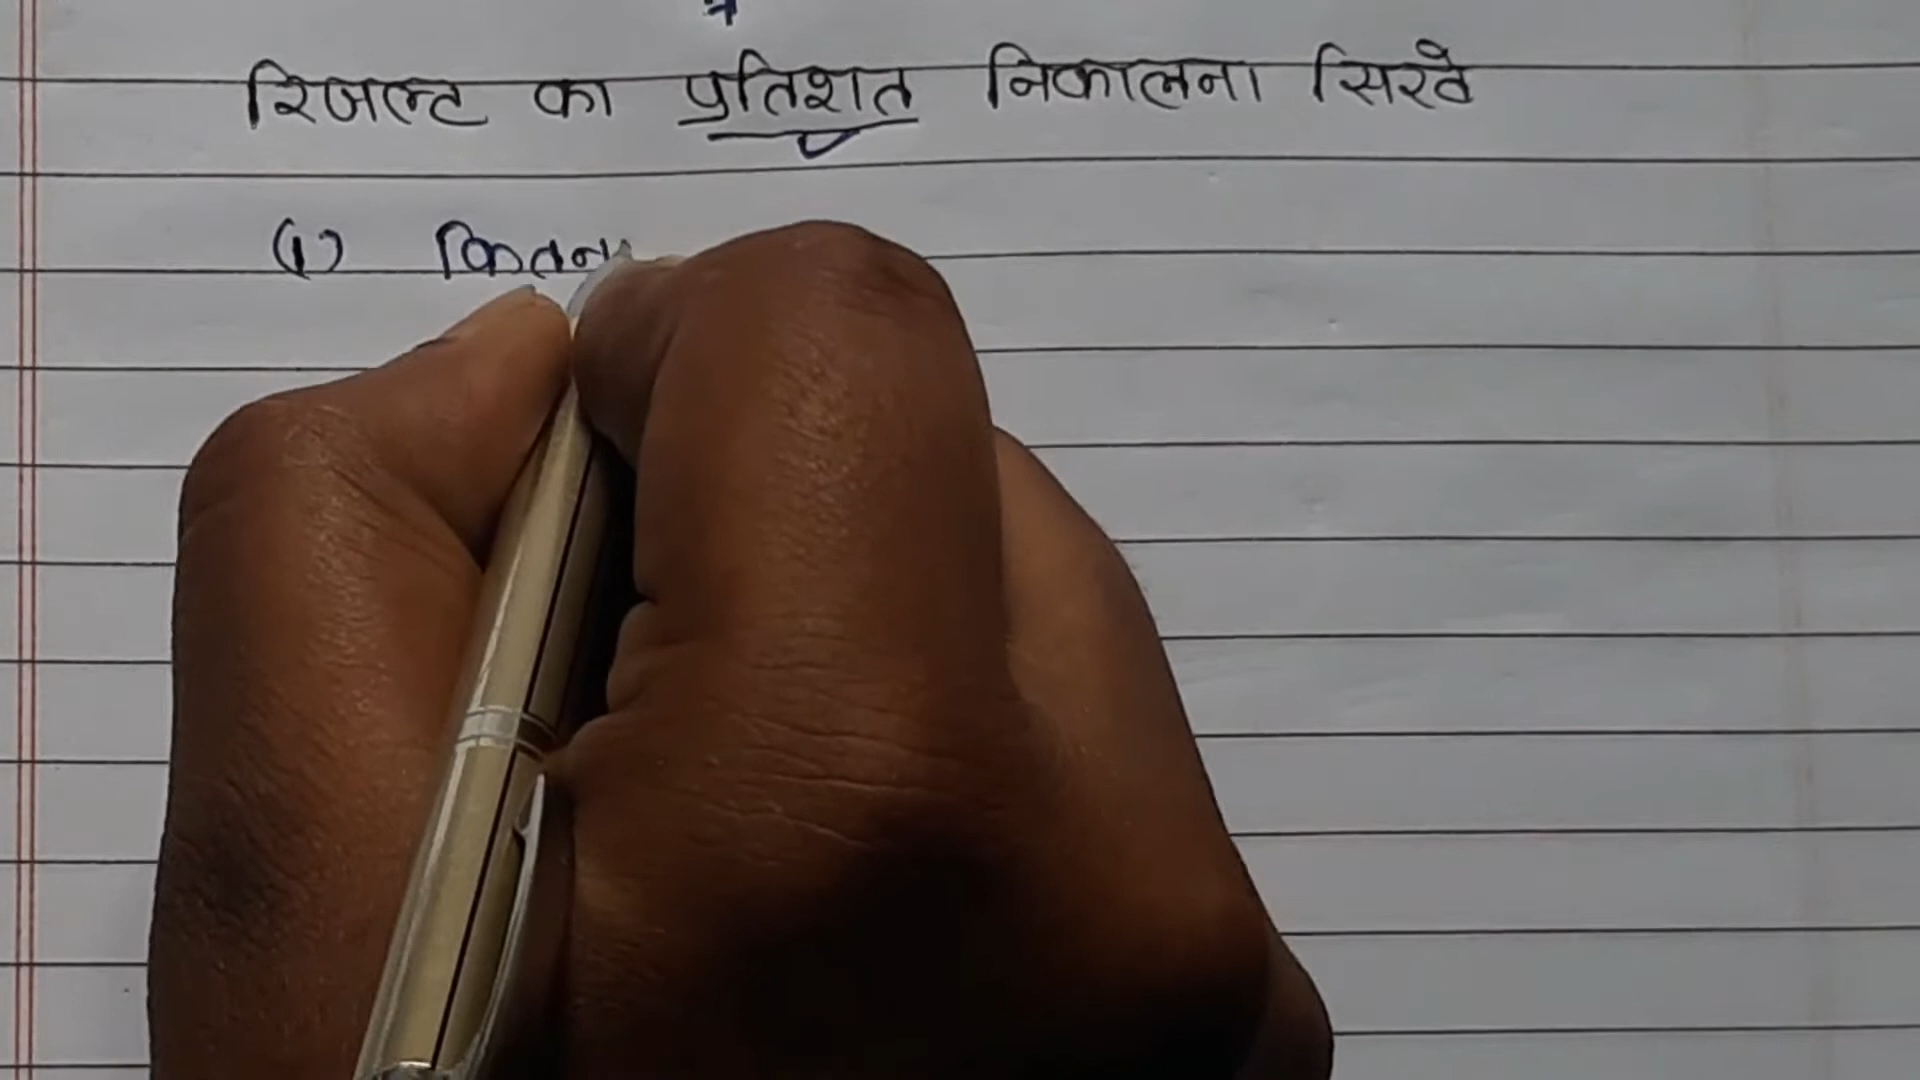 रिजल्ट का प्रतिशत निकालना सिखे
(1) कितना